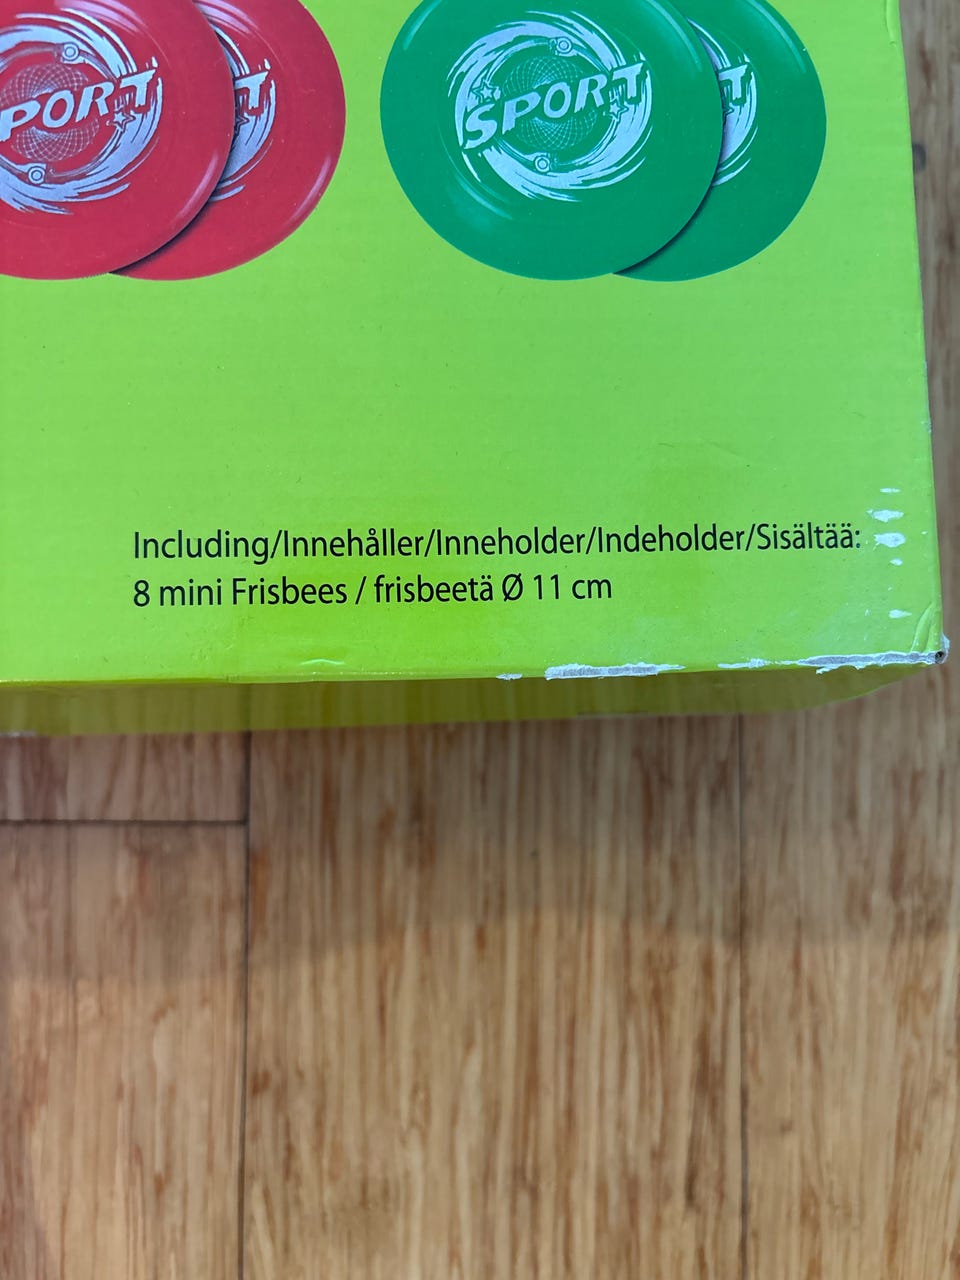 SPORT
SPORT
Including/Innehåller/Inneholder/Indeholder/Sisältää:
8 mini Frisbees / frisbeetä Ø 11 cm